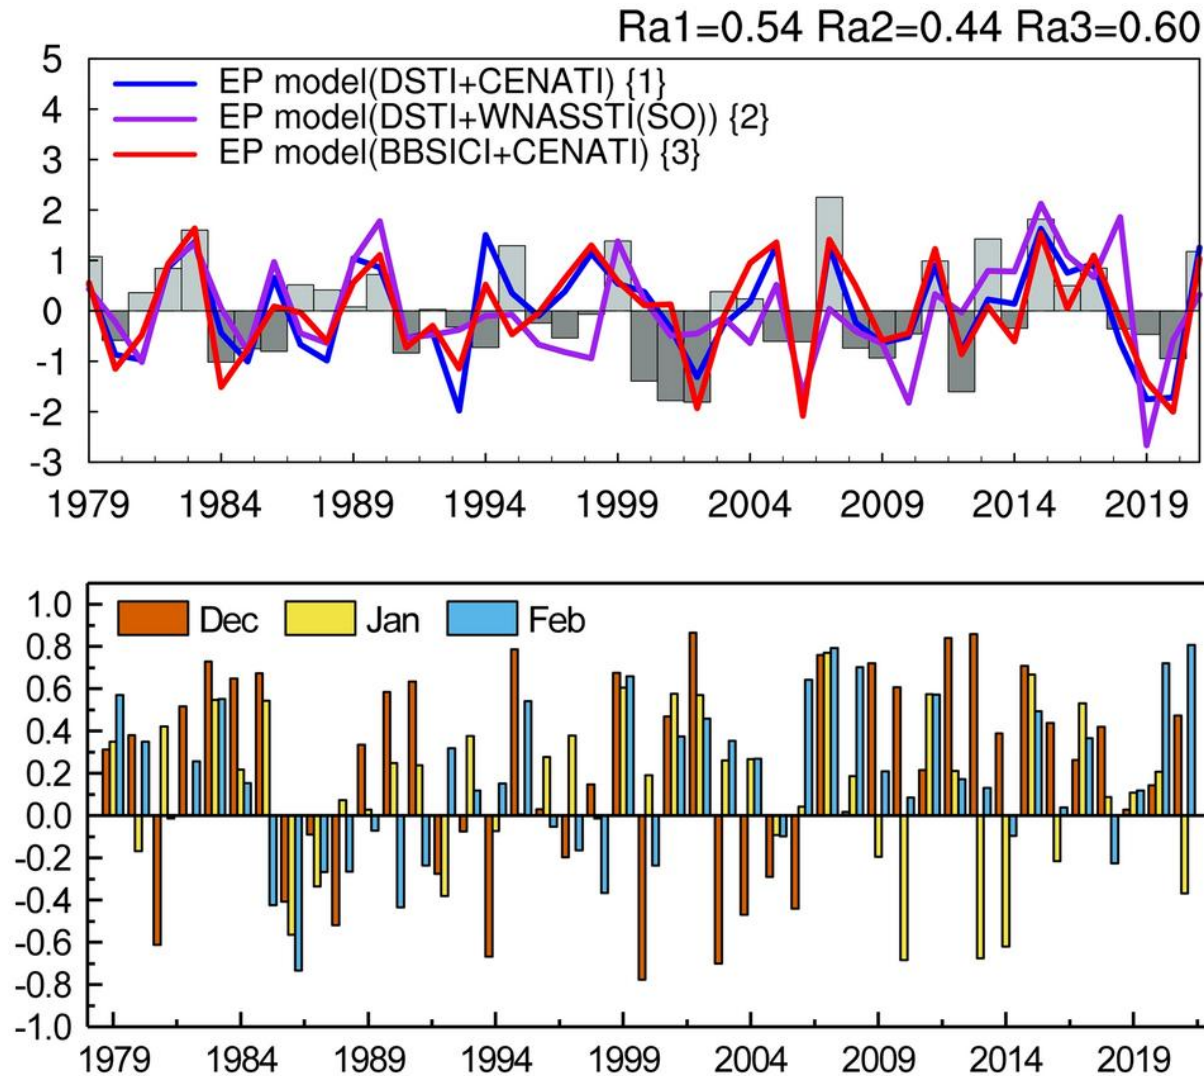 Ra1=0.54 Ra2=0.44 Ra3=0.60
5
EP model(DSTI+CENATI) {1}
4
EP model(DSTI+WNASSTI(SO)) {2}
3
EP model(BBSICI+CENATI) {3}
2
1
0
-1
-2
-3
1979 1984 1989 1994 1999 2004 2009 2014 2019
1.0
Dec Jan Feb
0.8
0.6
0.4
0.2
0.0
-0.2
-0.4
-0.6
-0.8
-1.0
1979 1984 1989 1994 1999 2004 2009 2014 2019